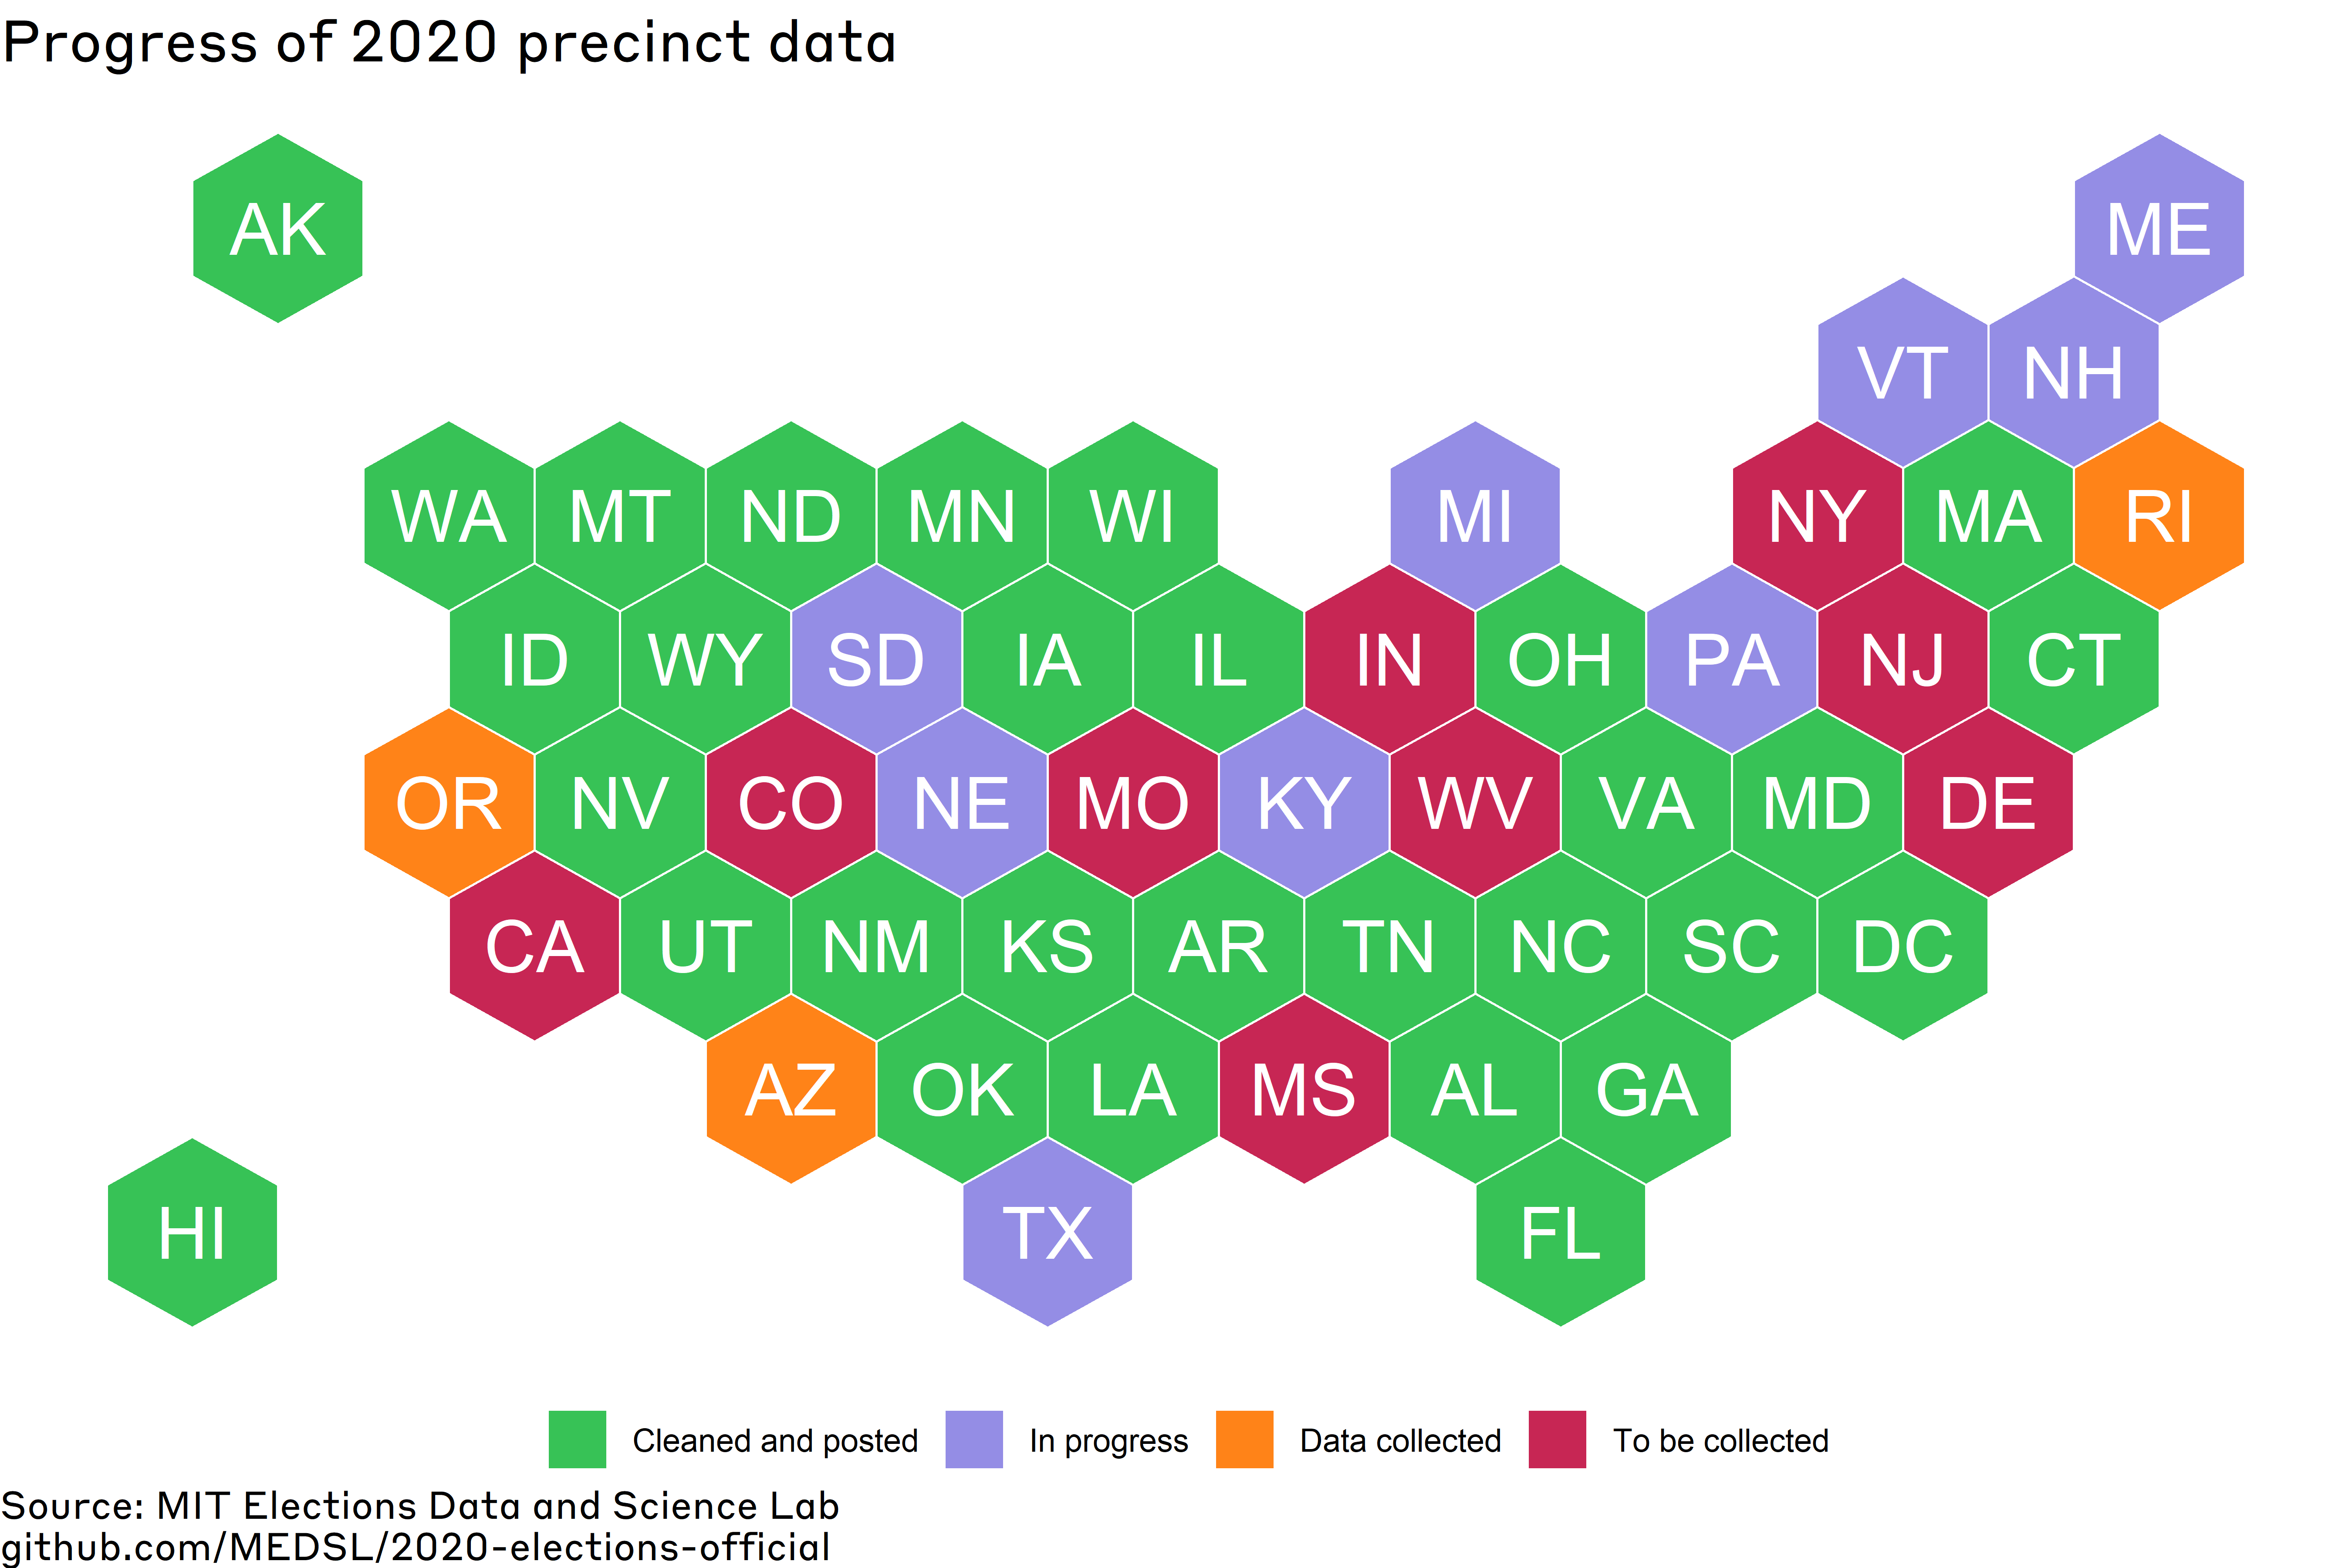 Progress of 2020 precinct data
AK
ME
VT NH
WA MT ND MN WI MI NY MA RI
ID WY SD IA IL IN OH PA NJ CT
OR NV CO NE MO KY WV VA MD DE
CA UT NM KS AR TN NC SC DC
AZ OK LA MS AL GA
HI TX FL
Cleaned and posted In progress Data collected To be collected
Source: MIT Elections Data and Science Lab
github.com/MEDSL/2020-elections-official